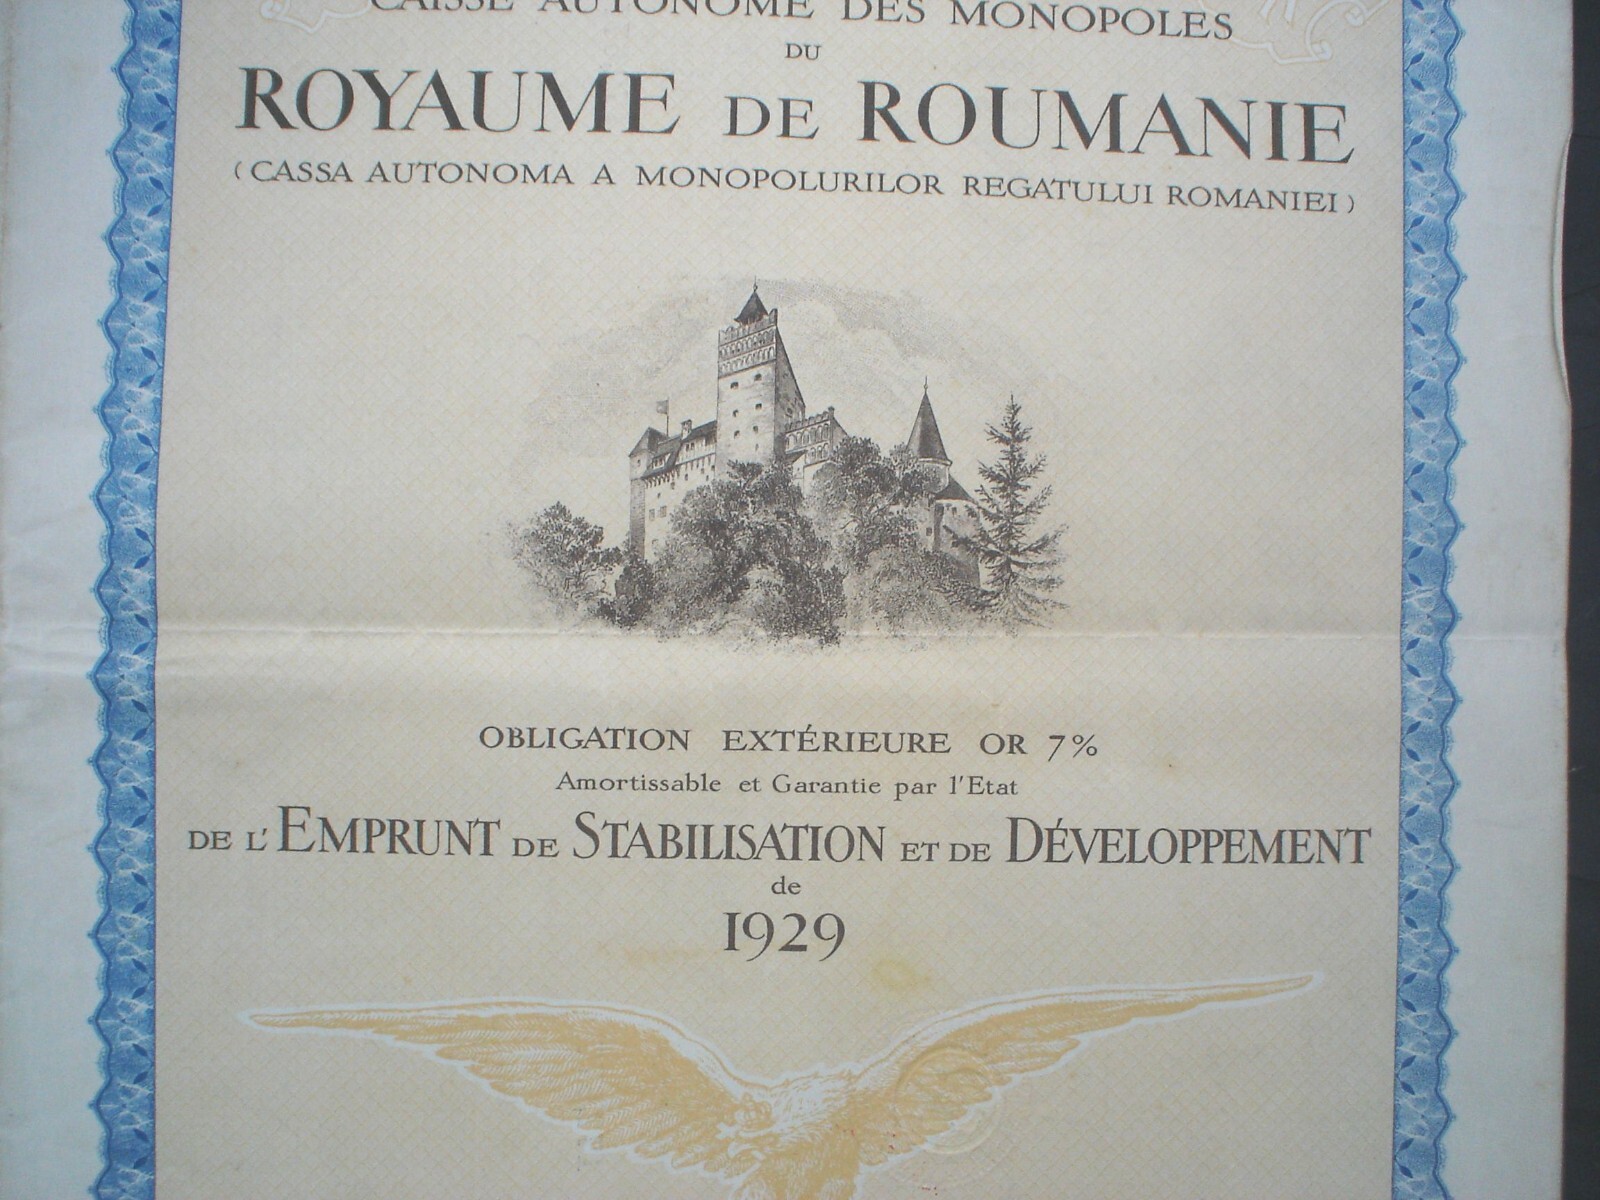 CAISSE AUTONOME DES MONOPOLES
DU
ROYAUME DE ROUMANIE
(CASSA AUTONOMA A MONOPOLURILOR REGATULUI ROMANIEI)
OBLIGATION EXTÉRIEURE OR 7%
Amortissable et Garantie par l'Etat
DE L'EMPRUNT DE STABILISATION ET DE DÉVELOPPEMENT
de
1929